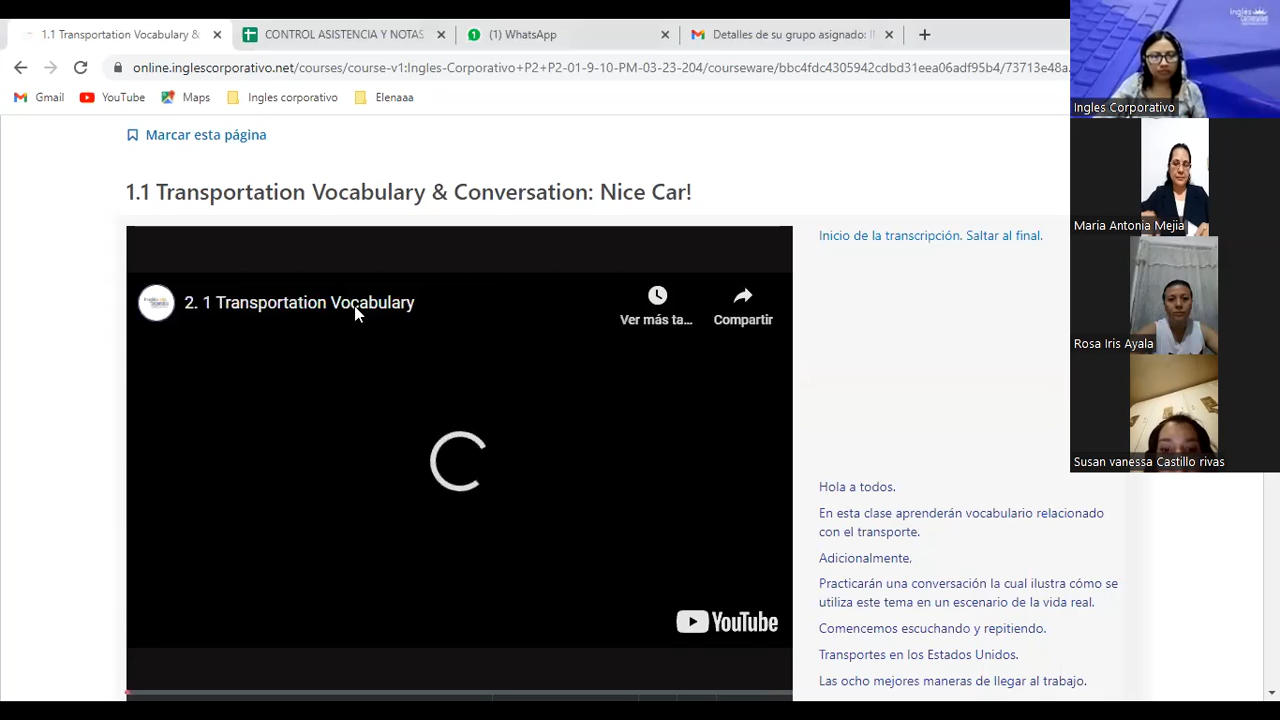 1.1 Transportation Vocabulary &
CONTROL ASISTENCIA Y NOTAS
(1) WhatsApp
Detalles de su grupo asignado: I
online.inglescorporativo.net/courses/course-v1:Ingles-Corporativo+P2+P2-01-9-10-PM-03-23-204/courseware/bbc4fdc4305942cdbd31eea06adf95b4/73713e48a
Gmail
YouTube
Maps
Ingles corporativo
Elenaaa
Marcar esta página
1.1 Transportation Vocabulary & Conversation: Nice Car!
2. 1 Transportation Vocabulary
Ver más ta...
Compartir
YouTube
Inicio de la transcripción. Saltar al final.
Hola a todos.
En esta clase aprenderán vocabulario relacionado
con el transporte.
Adicionalmente,
Practicarán una conversación la cual ilustra cómo se
utiliza este tema en un escenario de la vida real.
Comencemos escuchando y repitiendo.
Transportes en los Estados Unidos.
Las ocho mejores maneras de llegar al trabajo.
Ingles Corporativo
Maria Antonia Mejia
Rosa Iris Ayala
Susan vanessa Castillo rivas